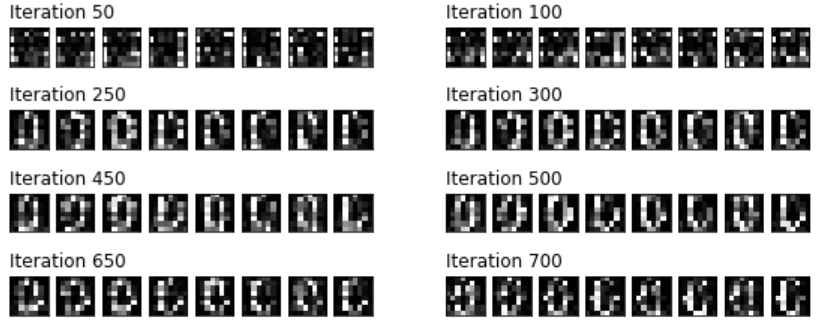 Iteration 50
Iteration 100
Iteration 250
Iteration 300
Iteration 450
Iteration 500
Iteration 650
Iteration 700